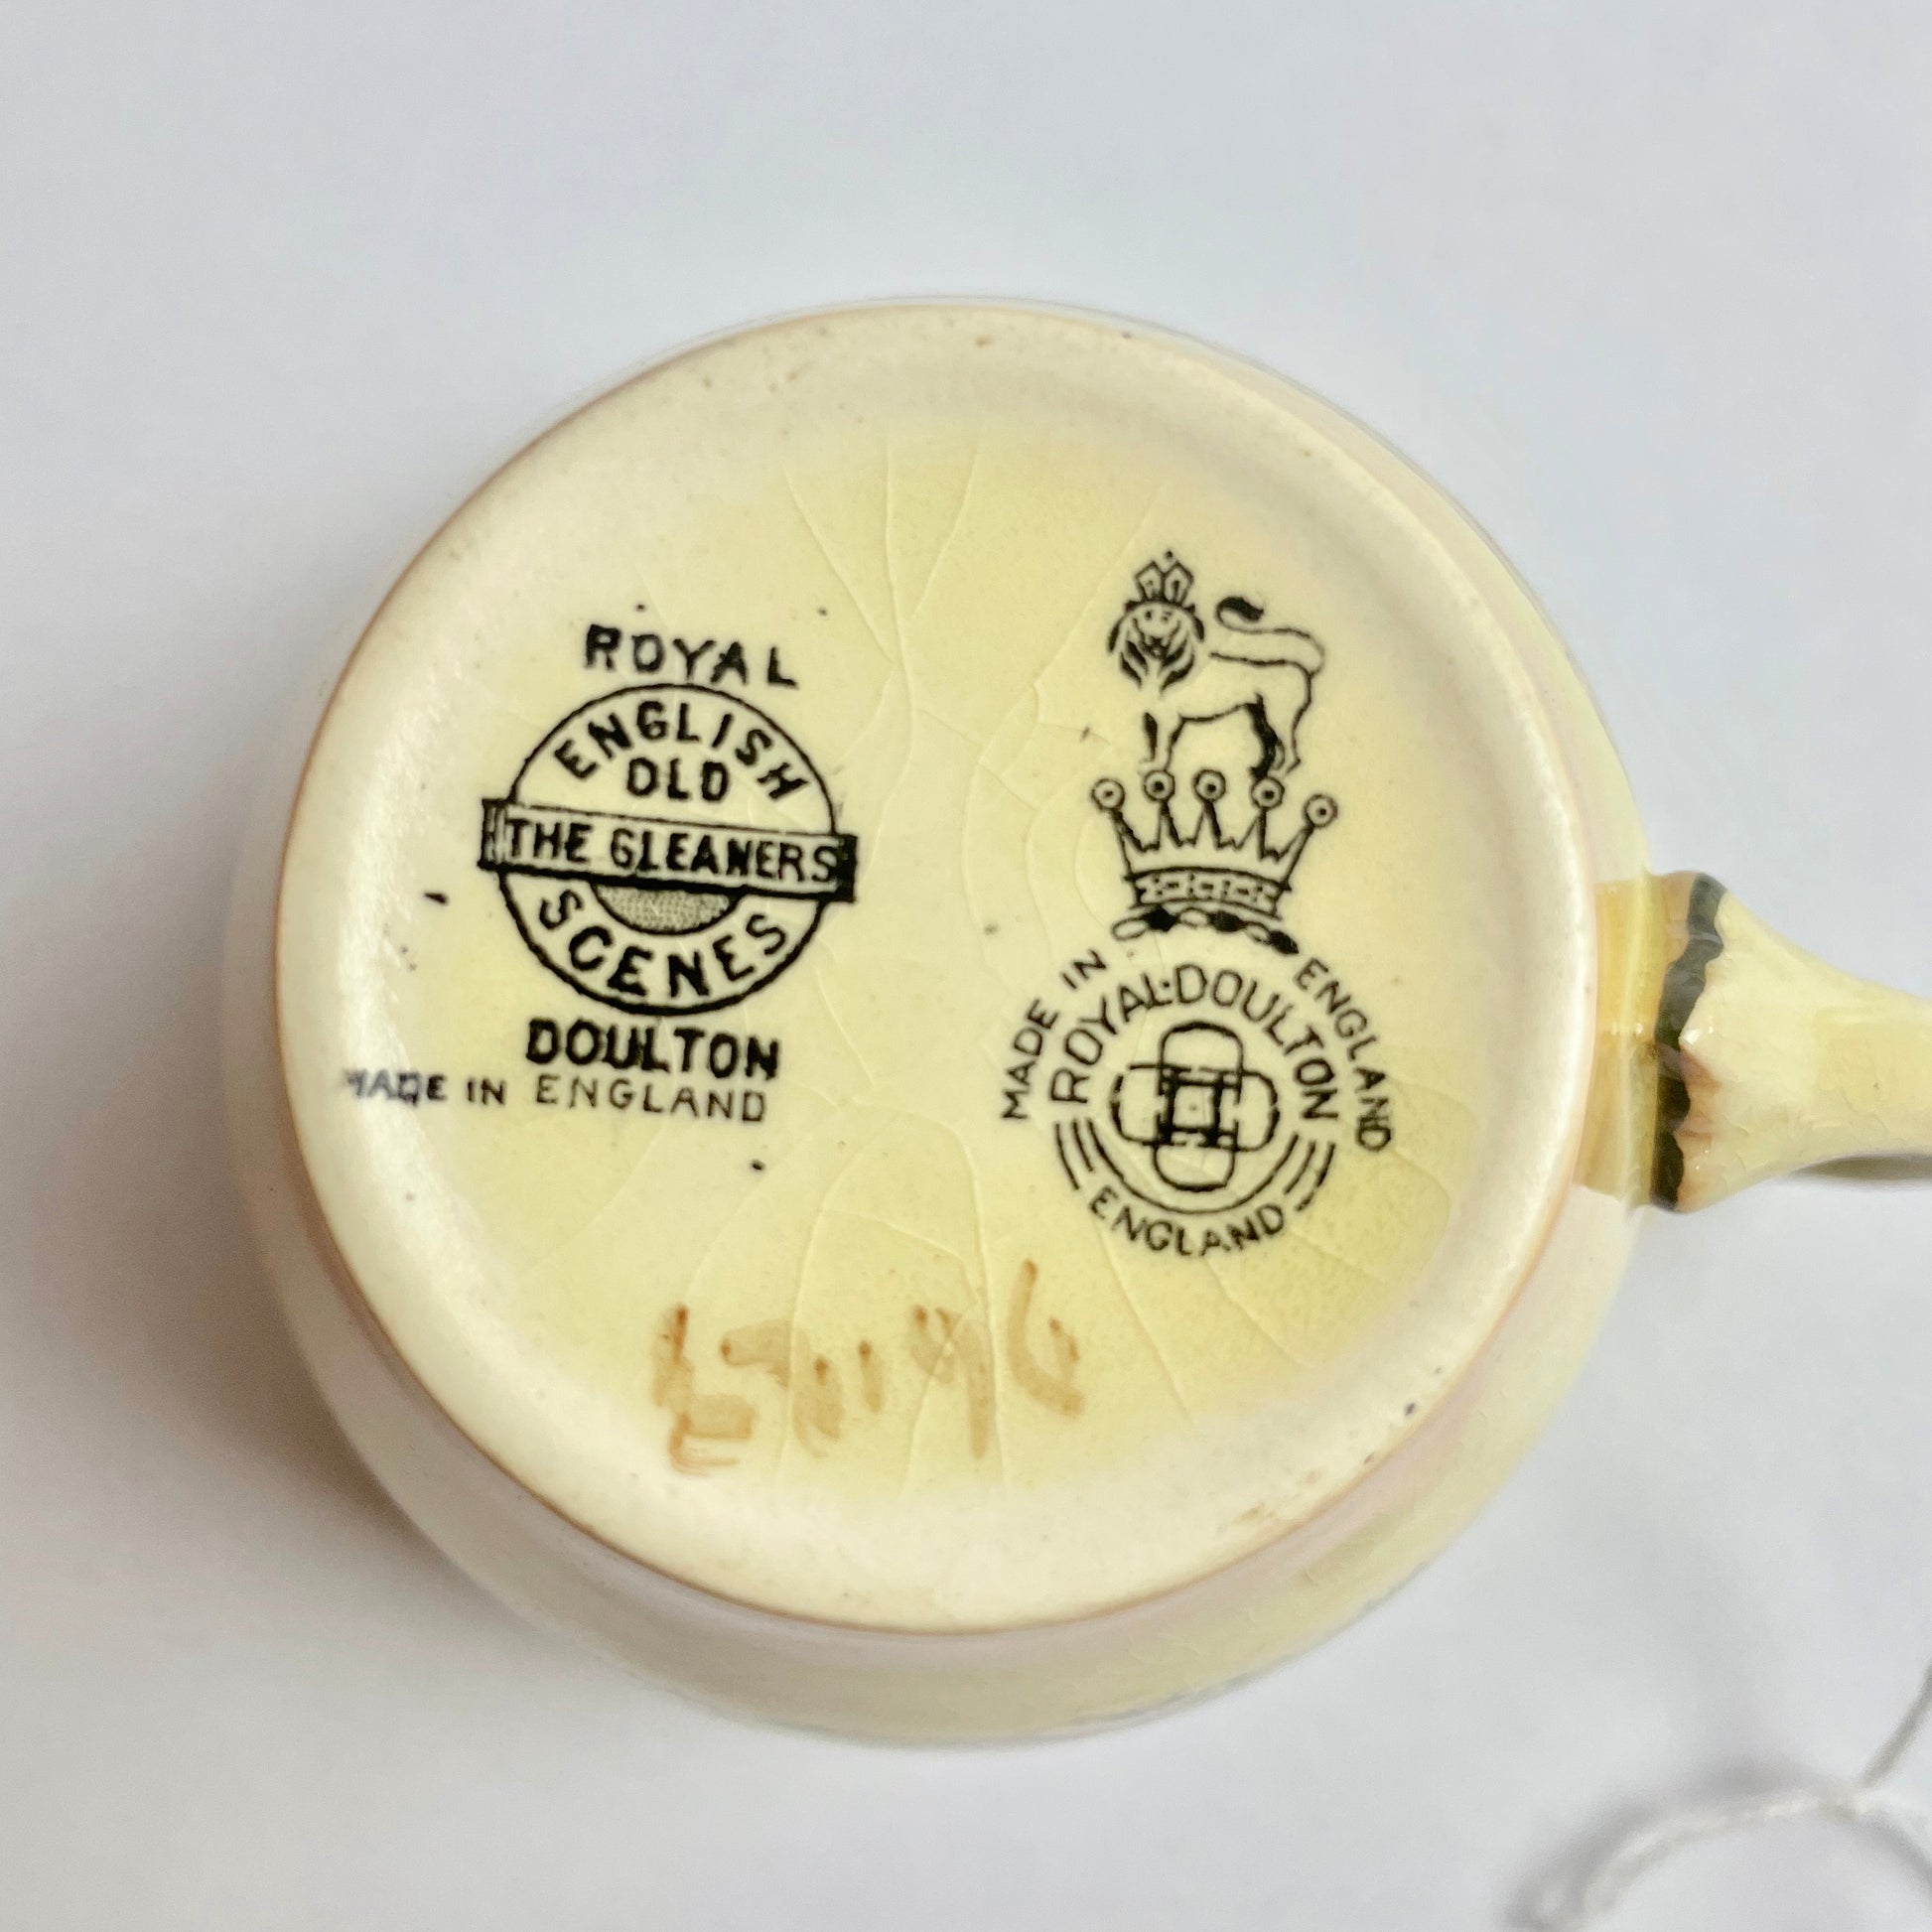 ROYAL
ENGLISH
OLD
THE GLEANERS
SCENES
DOULTON
MADE IN ENGLAND
MADE IN ENGLAND
ROYAL·DOULTON
ENGLAND